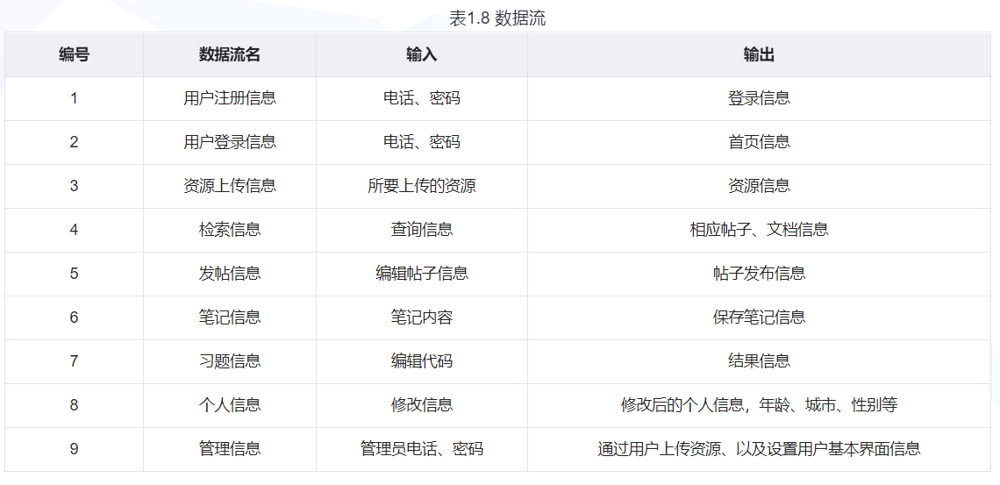 表1.8 数据流
编号 数据流名 输入 输出
1 用户注册信息 电话、密码 登录信息
2 用户登录信息 电话、密码 首页信息
3 资源上传信息 所要上传的资源 资源信息
4 检索信息 查询信息 相应帖子、文档信息
5 发帖信息 编辑帖子信息 帖子发布信息
6 笔记信息 笔记内容 保存笔记信息
7 习题信息 编辑代码 结果信息
8 个人信息 修改信息 修改后的个人信息，年龄、城市、性别等
9 管理信息 管理员电话、密码 通过用户上传资源、以及设置用户基本界面信息